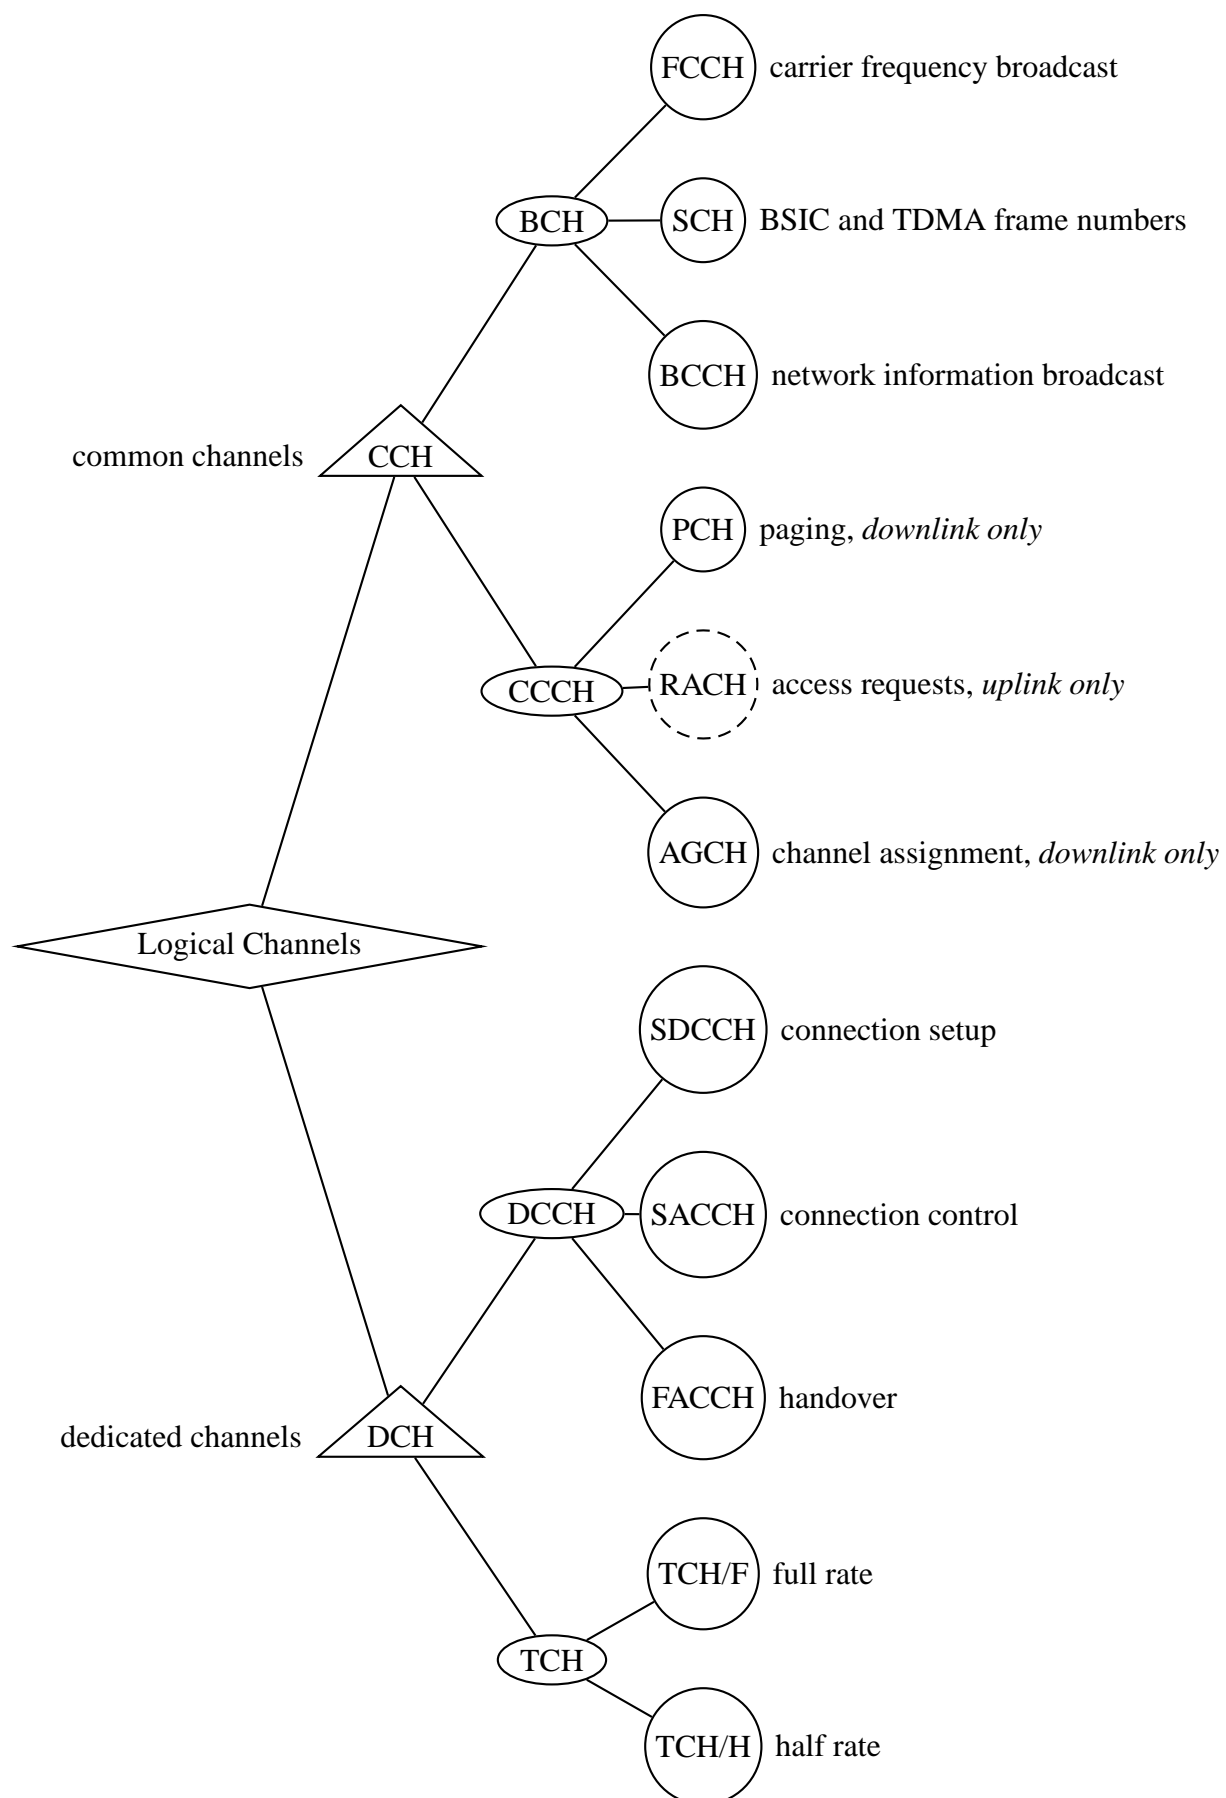 FCCH carrier frequency broadcast
BCH SCH BSIC and TDMA frame numbers
BCCH network information broadcast
common channels CCH
PCH paging, downlink only
CCCH RACH access requests, uplink only
AGCH channel assignment, downlink only
Logical Channels
SDCCH connection setup
DCCH SACCH connection control
FACCH handover
dedicated channels DCH
TCH/F full rate
TCH
TCH/H half rate